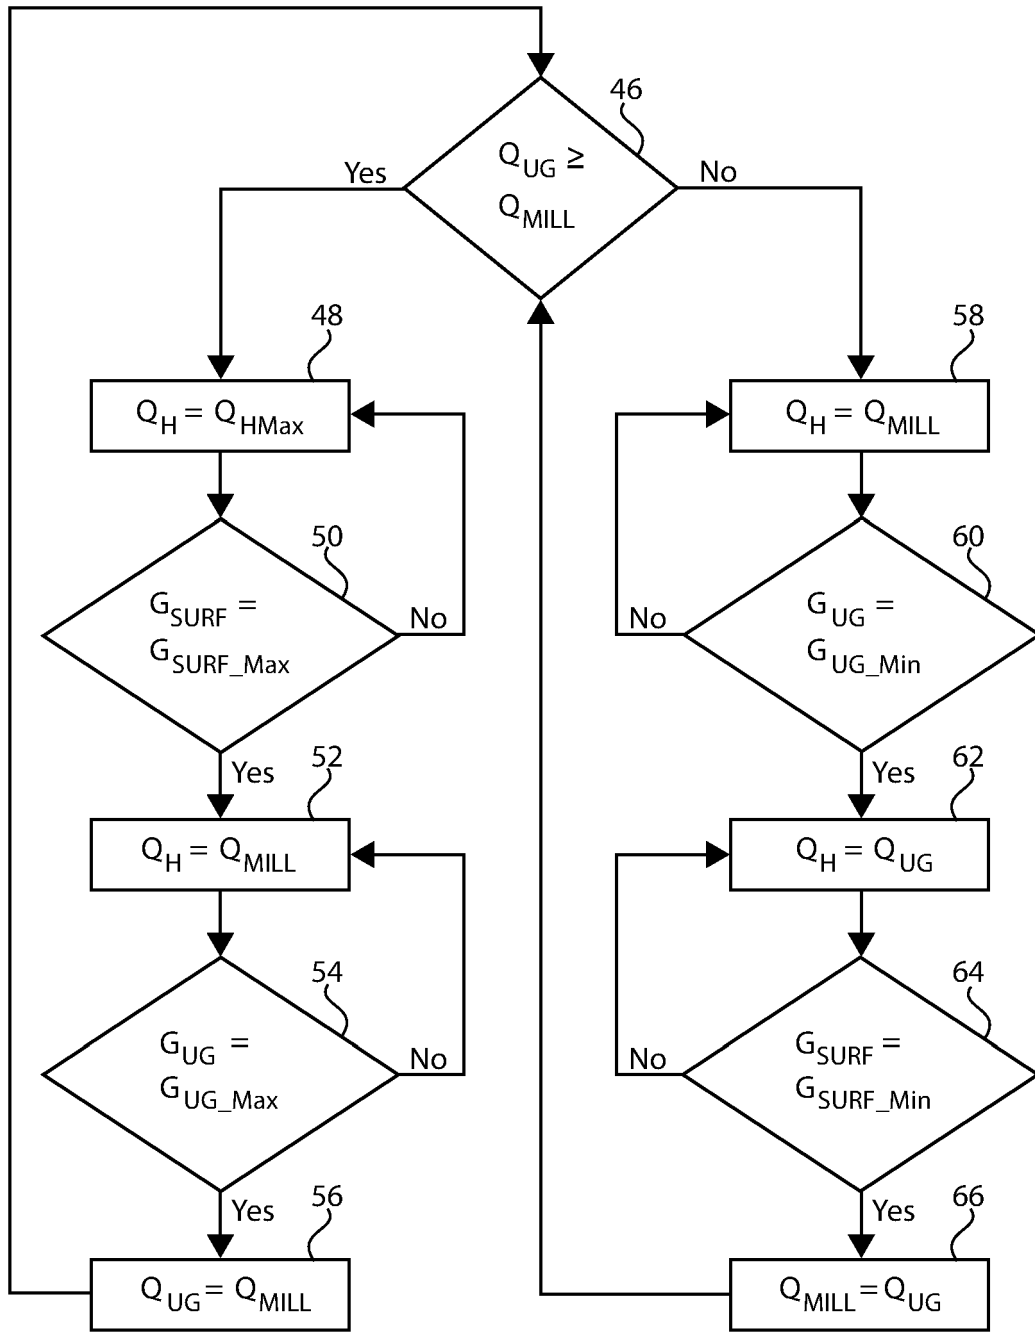 46
Q_UG ≥
Q_MILL
Yes
No
48
Q_H = Q_HMax
50
G_SURF =
G_SURF_Max
No
Yes
52
Q_H = Q_MILL
54
G_UG =
G_UG_Max
No
Yes
56
Q_UG = Q_MILL
58
Q_H = Q_MILL
60
G_UG =
G_UG_Min
No
Yes
62
Q_H = Q_UG
64
G_SURF =
G_SURF_Min
No
Yes
66
Q_MILL = Q_UG